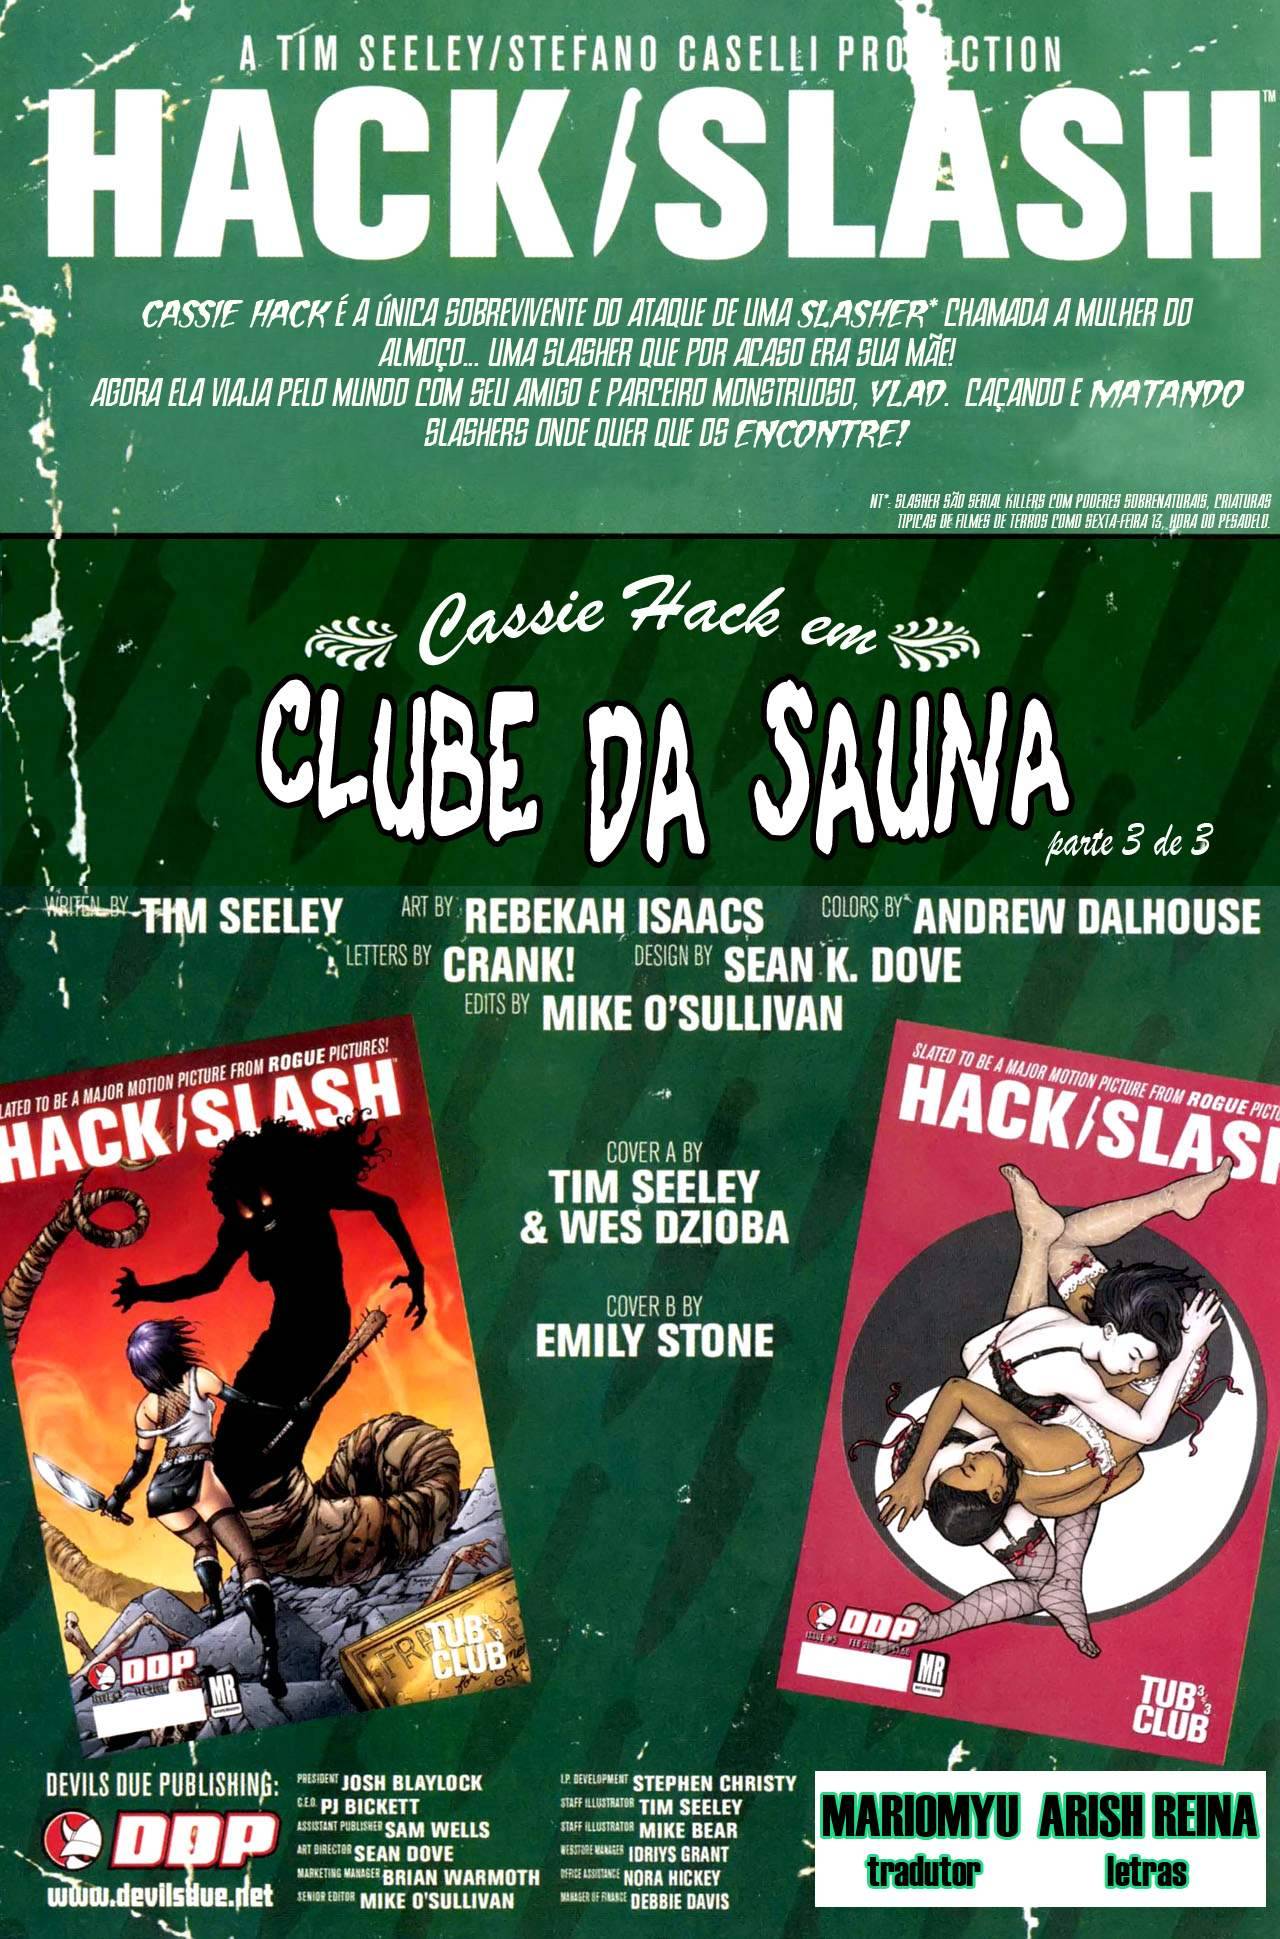 A TIM SEELEY/STEFANO CASELLI PRO CTION
HACK/SLASH™
CASSIE HACK É A ÚNICA SOBREVIVENTE DO ATAQUE DE UMA SLASHER* CHAMADA A MULHER DO
ALMOÇO... UMA SLASHER QUE POR ACASO ERA SUA MÃE!
AGORA ELA VIAJA PELO MUNDO COM SEU AMIGO E PARCEIRO MONSTRUOSO, VLAD. CAÇANDO E MATANDO
SLASHERS ONDE QUER QUE OS ENCONTRE!
NT*: SLASHER SÃO SERIAL KILLERS COM PODERES SOBRENATURAIS, CRIATURAS
TIPICAS DE FILMES DE TERROS COMO SEXTA-FEIRA 13, HORA DO PESADELO.
Cassie Hack em
CLUBE DA SAUNA
parte 3 de 3
WRITEN BY TIM SEELEY ART BY REBEKAH ISAACS COLORS BY ANDREW DALHOUSE
LETTERS BY CRANK! DESIGN BY SEAN K. DOVE
EDITS BY MIKE O'SULLIVAN
LATED TO BE A MAJOR MOTION PICTURE FROM ROGUE PICTURES!
HACK/SLASH
TUB 3/3
CLUB
DDP
MR
COVER A BY
TIM SEELEY
& WES DZIOBA
COVER B BY
EMILY STONE
SLATED TO BE A MAJOR MOTION PICTURE FROM ROGUE PICTU
HACK/SLASH
DDP
MR
TUB 3/3
CLUB
DEVILS DUE PUBLISHING:
DDP
www.devilsdue.net
PRESIDENT JOSH BLAYLOCK
C.E.O. PJ BICKETT
ASSISTANT PUBLISHER SAM WELLS
ART DIRECTOR SEAN DOVE
MARKETING MANAGER BRIAN WARMOTH
SENIOR EDITOR MIKE O'SULLIVAN
I.P. DEVELOPMENT STEPHEN CHRISTY
STAFF ILLUSTRATOR TIM SEELEY
STAFF ILLUSTRATOR MIKE BEAR
WEBSTORE MANAGER IDRIYS GRANT
OFFICE ASSISTANCE NORA HICKEY
MANAGER OF FINANCE DEBBIE DAVIS
MARIOMYU ARISH REINA
tradutor letras